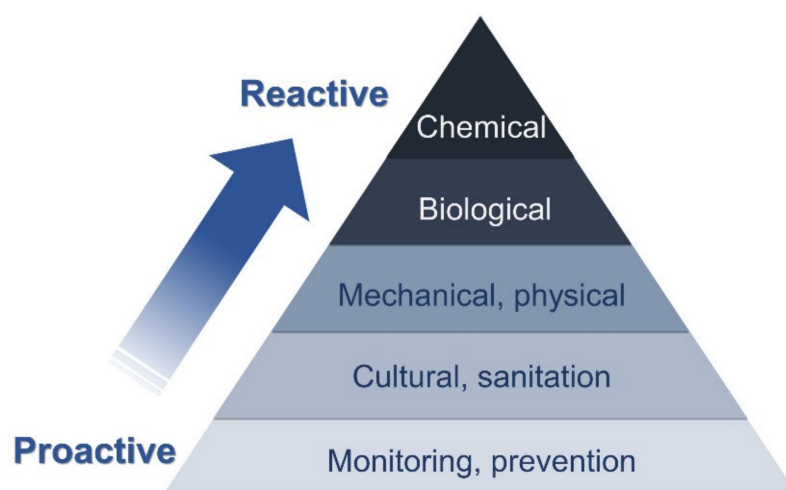 Reactive
Chemical
Biological
Mechanical, physical
Cultural, sanitation
Proactive
Monitoring, prevention